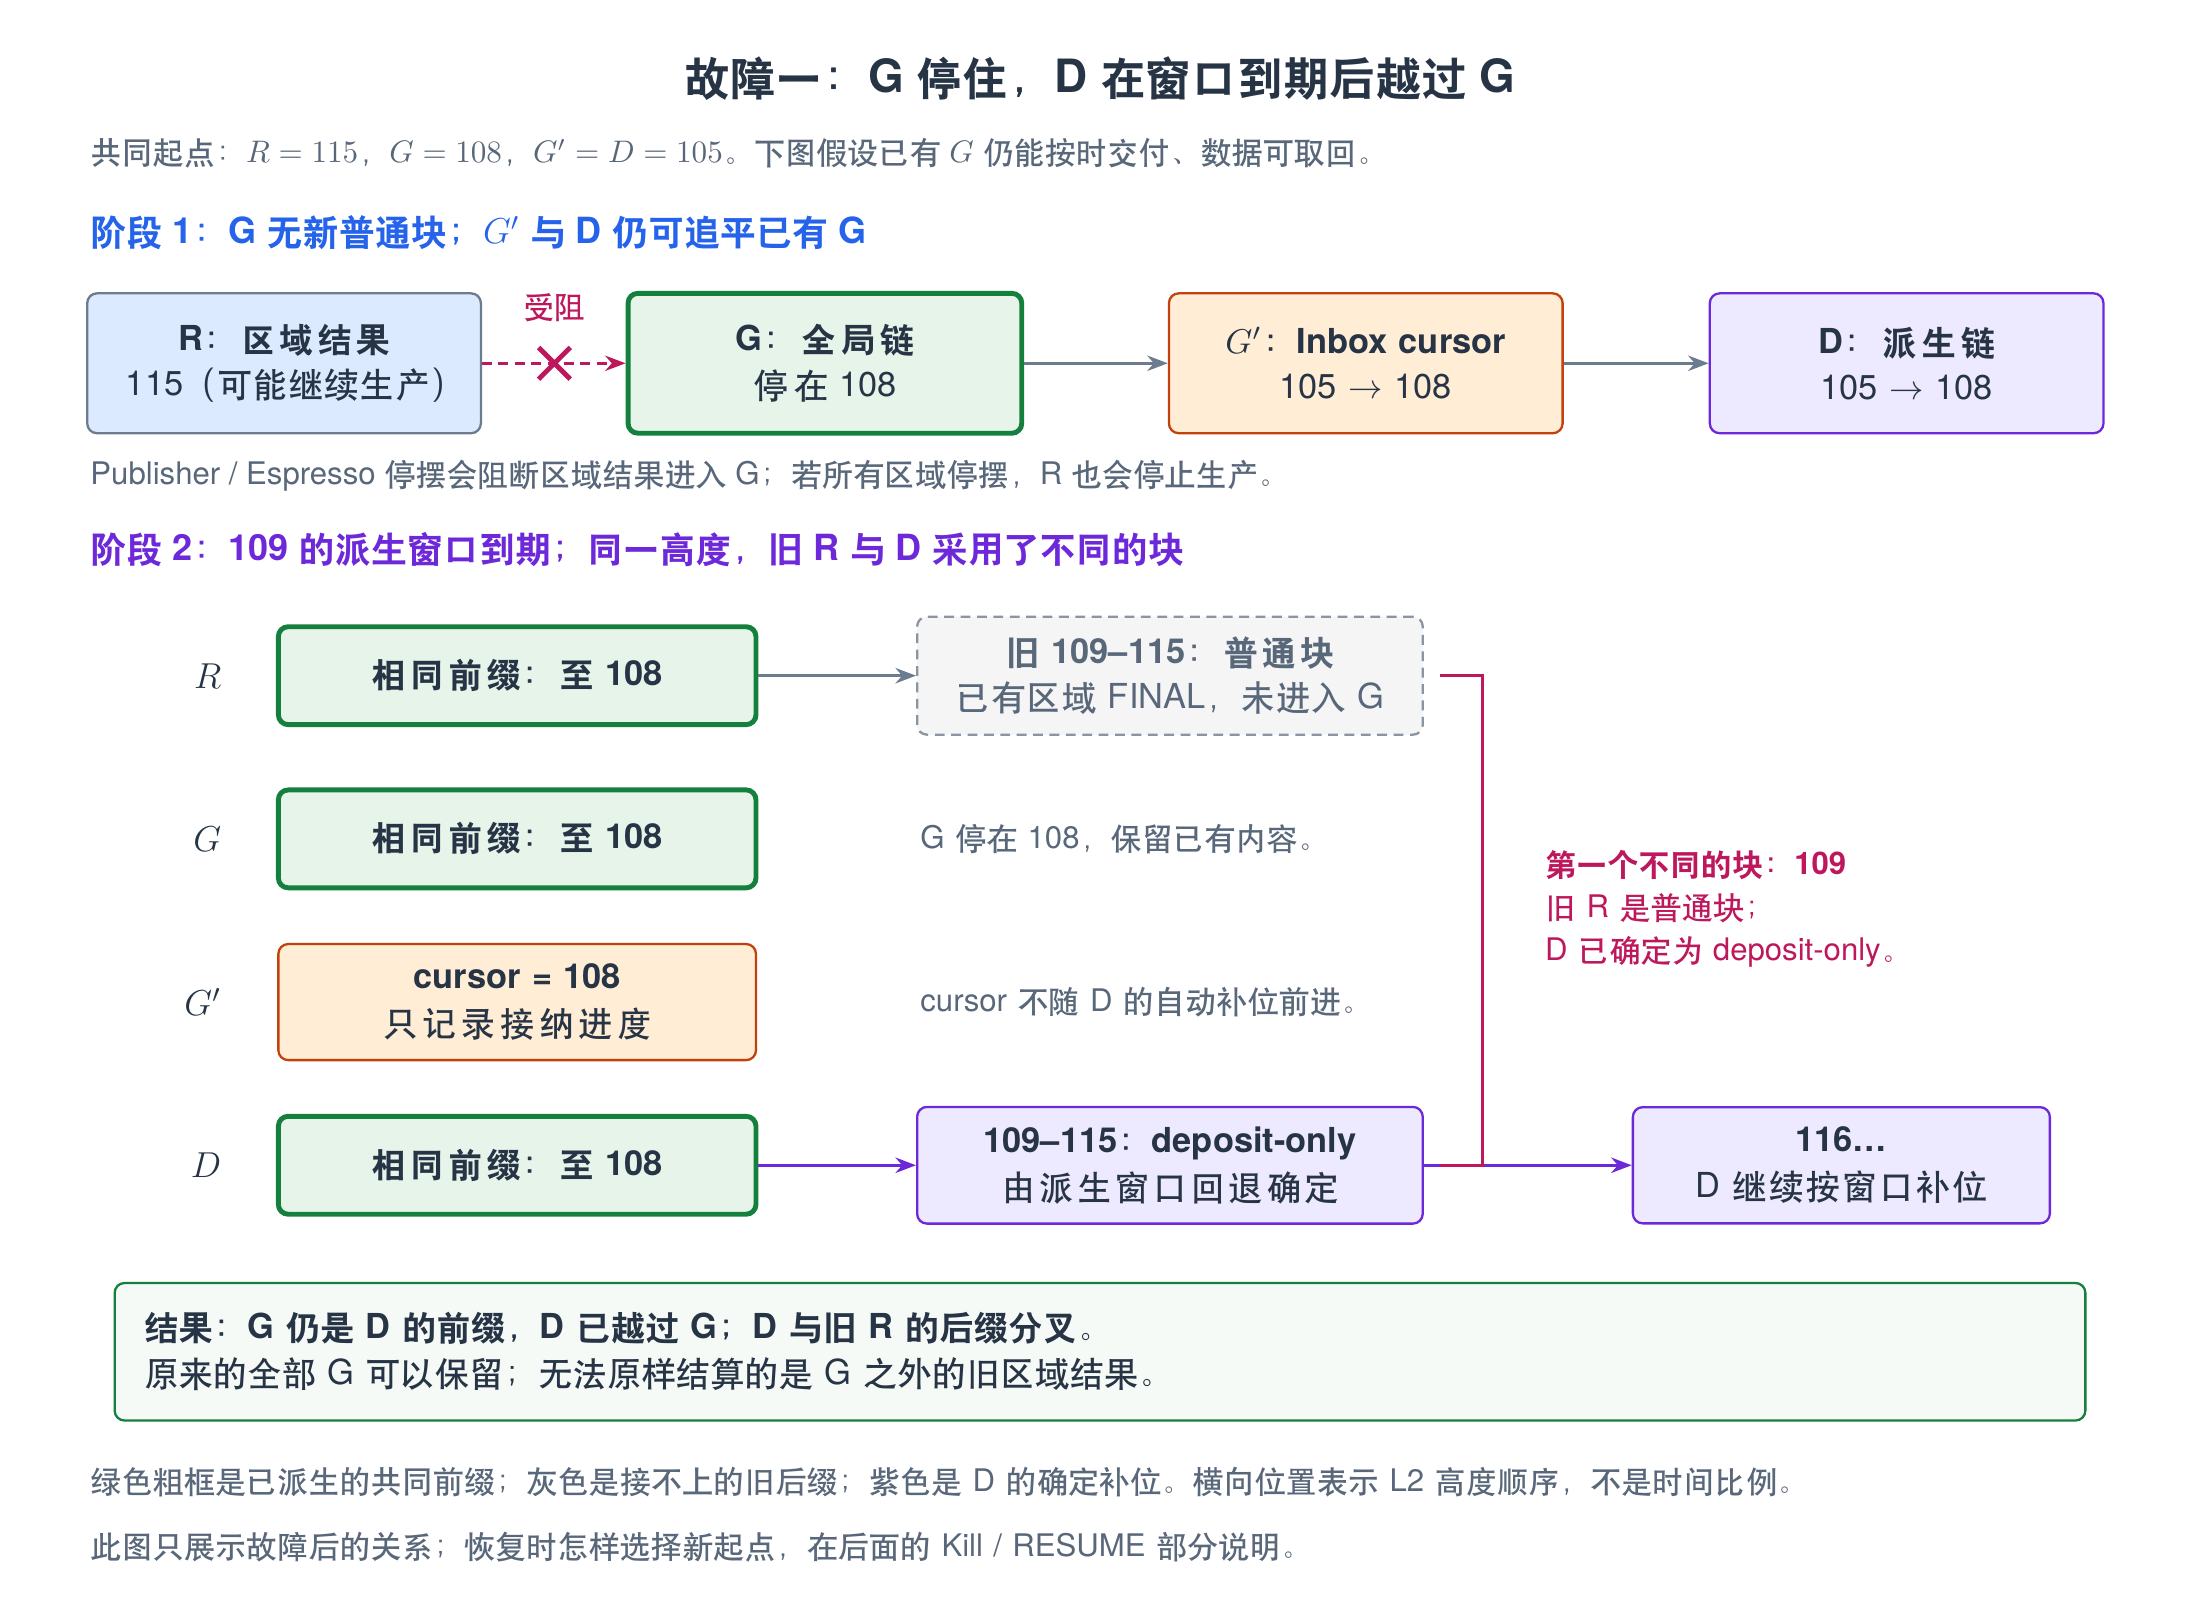 故障一：G 停住，D 在窗口到期后越过 G
共同起点：R = 115，G = 108，G′ = D = 105。下图假设已有 G 仍能按时交付、数据可取回。
阶段 1：G 无新普通块；G′ 与 D 仍可追平已有 G
R：区域结果
115（可能继续生产）
受阻
G：全局链
停在 108
G′：Inbox cursor
105 → 108
D：派生链
105 → 108
Publisher / Espresso 停摆会阻断区域结果进入 G；若所有区域停摆，R 也会停止生产。
阶段 2：109 的派生窗口到期；同一高度，旧 R 与 D 采用了不同的块
R
相同前缀：至 108
旧 109–115：普通块
已有区域 FINAL，未进入 G
G
相同前缀：至 108
G 停在 108，保留已有内容。
第一个不同的块：109
旧 R 是普通块；
D 已确定为 deposit-only。
G′
cursor = 108
只记录接纳进度
cursor 不随 D 的自动补位前进。
D
相同前缀：至 108
109–115：deposit-only
由派生窗口回退确定
116...
D 继续按窗口补位
结果：G 仍是 D 的前缀，D 已越过 G；D 与旧 R 的后缀分叉。
原来的全部 G 可以保留；无法原样结算的是 G 之外的旧区域结果。
绿色粗框是已派生的共同前缀；灰色是接不上的旧后缀；紫色是 D 的确定补位。横向位置表示 L2 高度顺序，不是时间比例。
此图只展示故障后的关系；恢复时怎样选择新起点，在后面的 Kill / RESUME 部分说明。